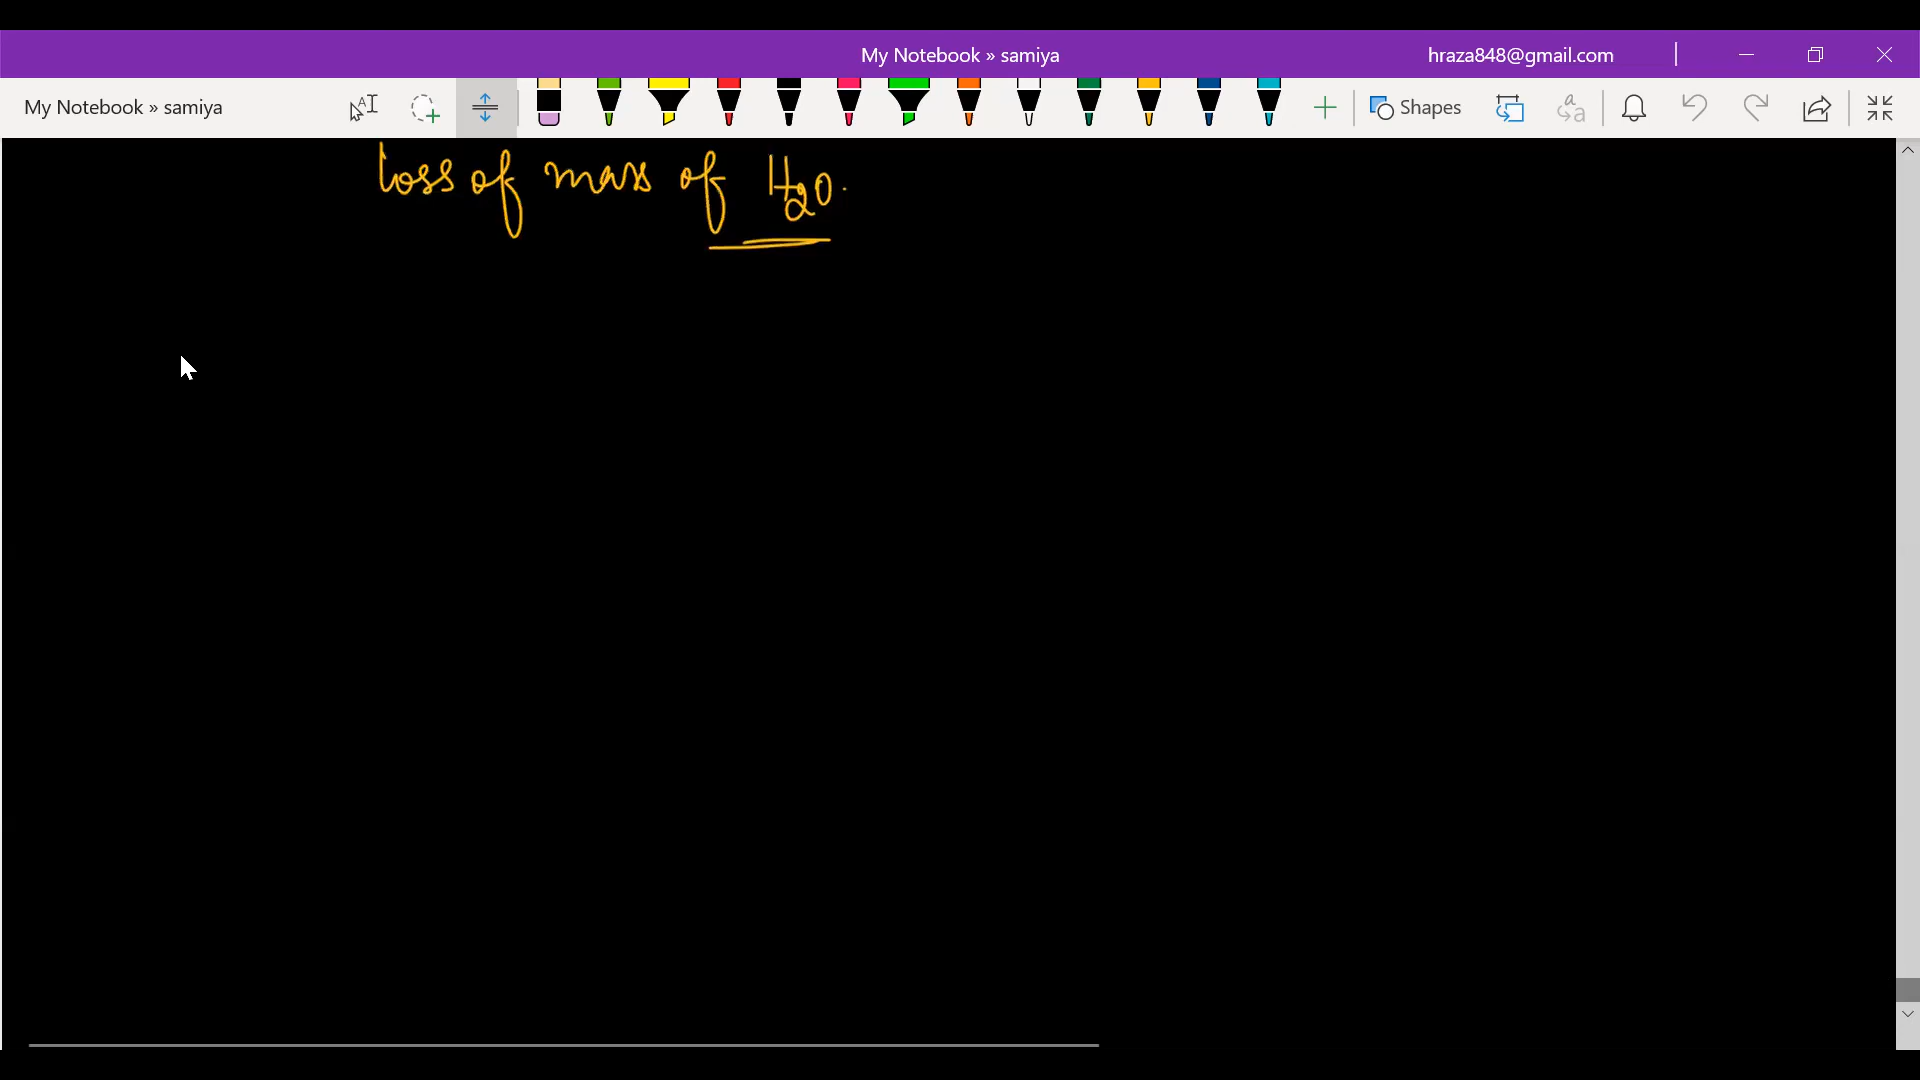 My Notebook » samiya
hraza848@gmail.com
My Notebook » samiya
Shapes
loss of mass of H2O.